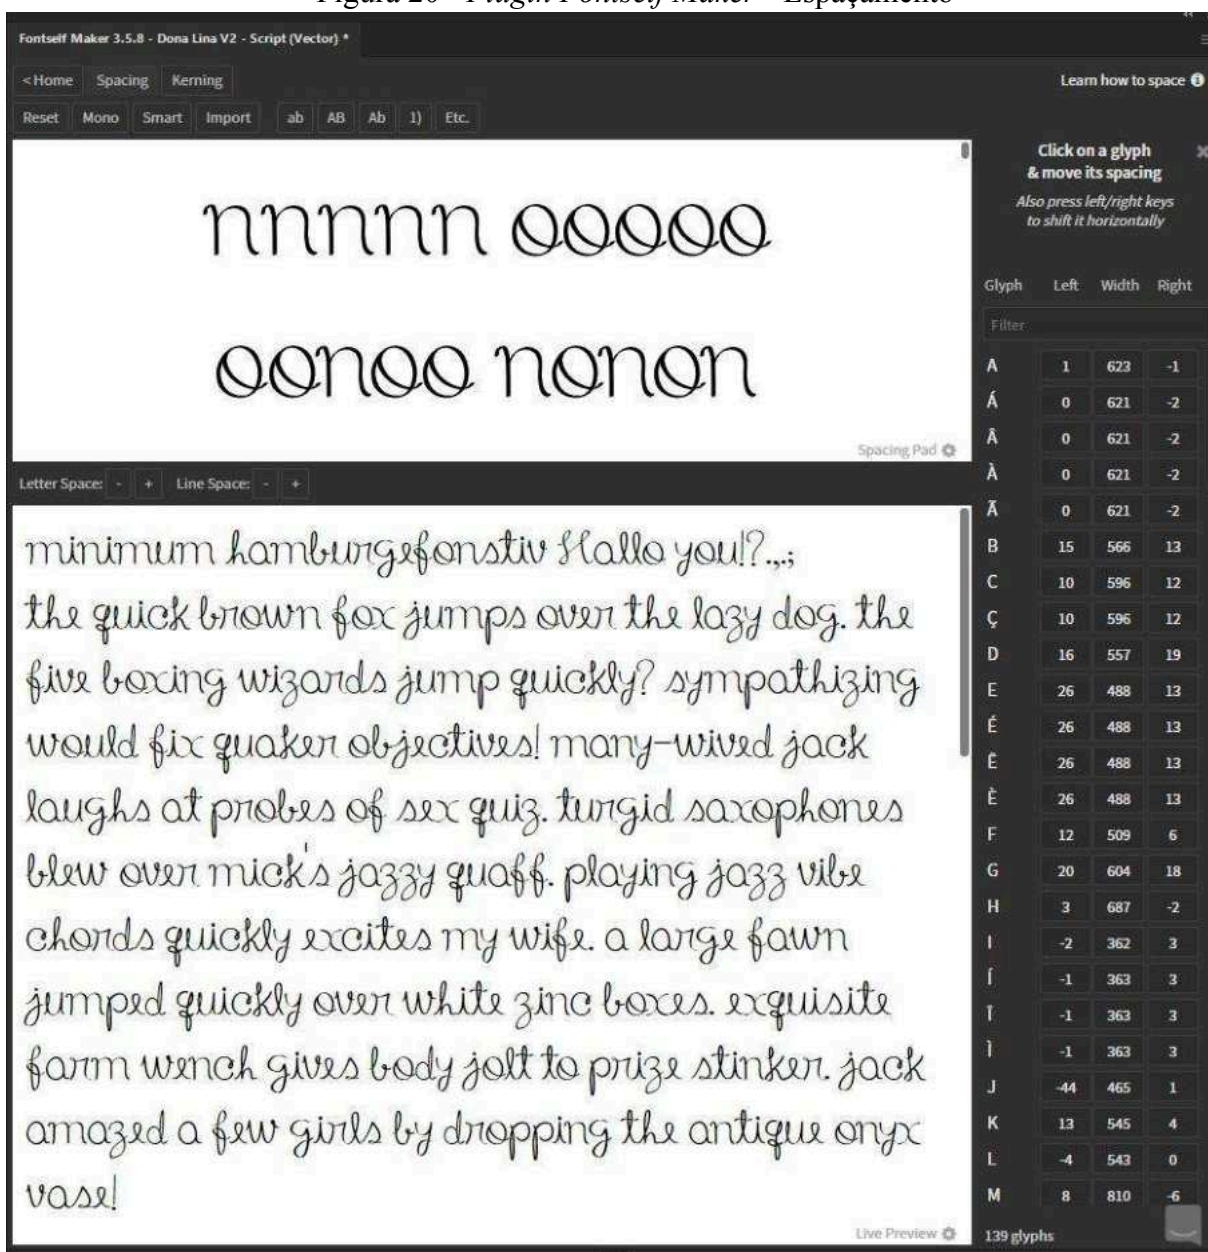 Figura 20 - Plugin Fontself Maker - Espaçamento
Fontself Maker 3.5.8 - Dona Lina V2 - Script (Vector) *
< Home Spacing Kerning
Learn how to space
Reset Mono Smart Import ab AB Ab 1) Etc.
Click on a glyph
& move its spacing
Also press left/right keys
to shift it horizontally
nnnnn ooooo
oonoo nonon
Spacing Pad
Letter Space: - + Line Space: - +
minimum hamburgefonstiv Hallo you!?.,:;
the quick brown fox jumps over the lazy dog. the
five boxing wizards jump quickly? sympathizing
would fix quaker objectives! many-wived jack
laughs at probes of sex quiz. turgid saxophones
blew over mick's jazzy quaff. playing jazz vibe
chords quickly excites my wife. a large fawn
jumped quickly over white zinc boxes. exquisite
farm wench gives body jolt to prize stinker. jack
amazed a few girls by dropping the antique onyx
vase!
Live Preview
Glyph Left Width Right
Filter
A 1 623 -1
Á 0 621 -2
Â 0 621 -2
À 0 621 -2
Ã 0 621 -2
B 15 566 13
C 10 596 12
Ç 10 596 12
D 16 557 19
E 26 488 13
É 26 488 13
Ê 26 488 13
È 26 488 13
F 12 509 6
G 20 604 18
H 3 687 -2
I -2 362 3
Í -1 363 3
Î -1 363 3
Ì -1 363 3
J -44 465 1
K 13 545 4
L -4 543 0
M 8 810 -6
139 glyphs